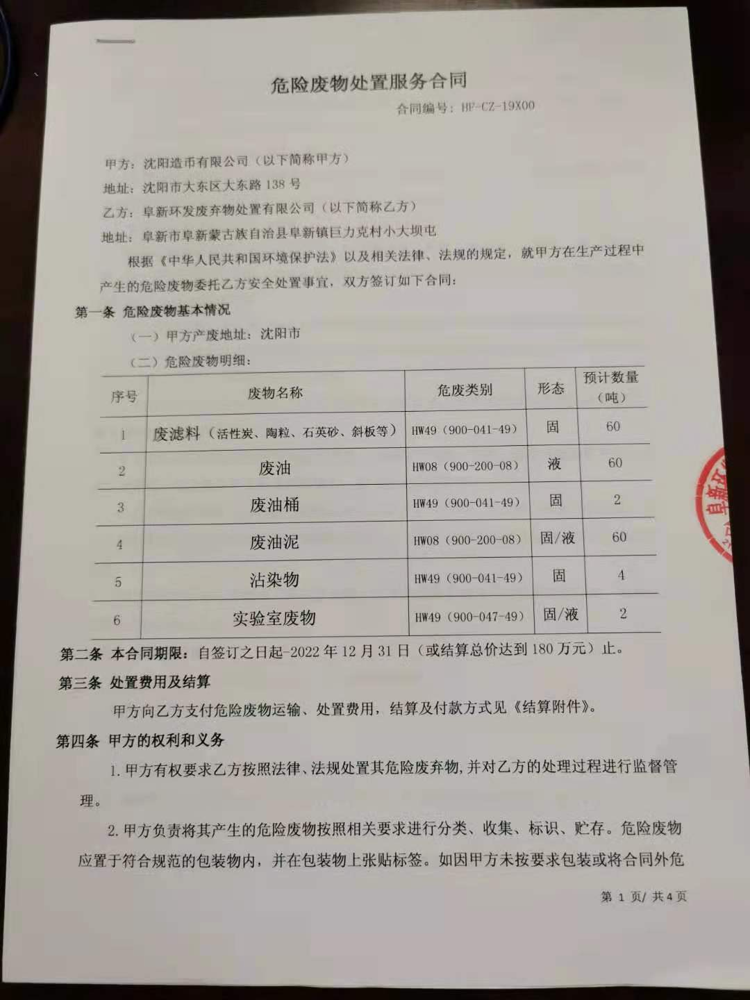 危险废物处置服务合同
合同编号：HF-CZ-19X00
甲方：沈阳造币有限公司（以下简称甲方）
地址：沈阳市大东区大东路 138 号
乙方：阜新环发废弃物处置有限公司（以下简称乙方）
地址：阜新市阜新蒙古族自治县阜新镇巨力克村小大坝屯
根据《中华人民共和国环境保护法》以及相关法律、法规的规定，就甲方在生产过程中
产生的危险废物委托乙方安全处置事宜，双方签订如下合同：
第一条 危险废物基本情况
（一）甲方产废地址：沈阳市
（二）危险废物明细：
序号 废物名称 危废类别 形态 预计数量（吨）
1 废滤料（活性炭、陶粒、石英砂、斜板等） HW49（900-041-49） 固 60
2 废油 HW08（900-200-08） 液 60
3 废油桶 HW49（900-041-49） 固 2
4 废油泥 HW08（900-200-08） 固/液 60
5 沾染物 HW49（900-041-49） 固 4
6 实验室废物 HW49（900-047-49） 固/液 2
第二条 本合同期限：自签订之日起-2022 年 12 月 31 日（或结算总价达到 180 万元）止。
第三条 处置费用及结算
甲方向乙方支付危险废物运输、处置费用，结算及付款方式见《结算附件》。
第四条 甲方的权利和义务
1.甲方有权要求乙方按照法律、法规处置其危险废弃物,并对乙方的处理过程进行监督管
理。
2.甲方负责将其产生的危险废物按照相关要求进行分类、收集、标识、贮存。危险废物
应置于符合规范的包装物内，并在包装物上张贴标签。如因甲方未按要求包装或将合同外危
第 1 页/ 共 4 页
阜新